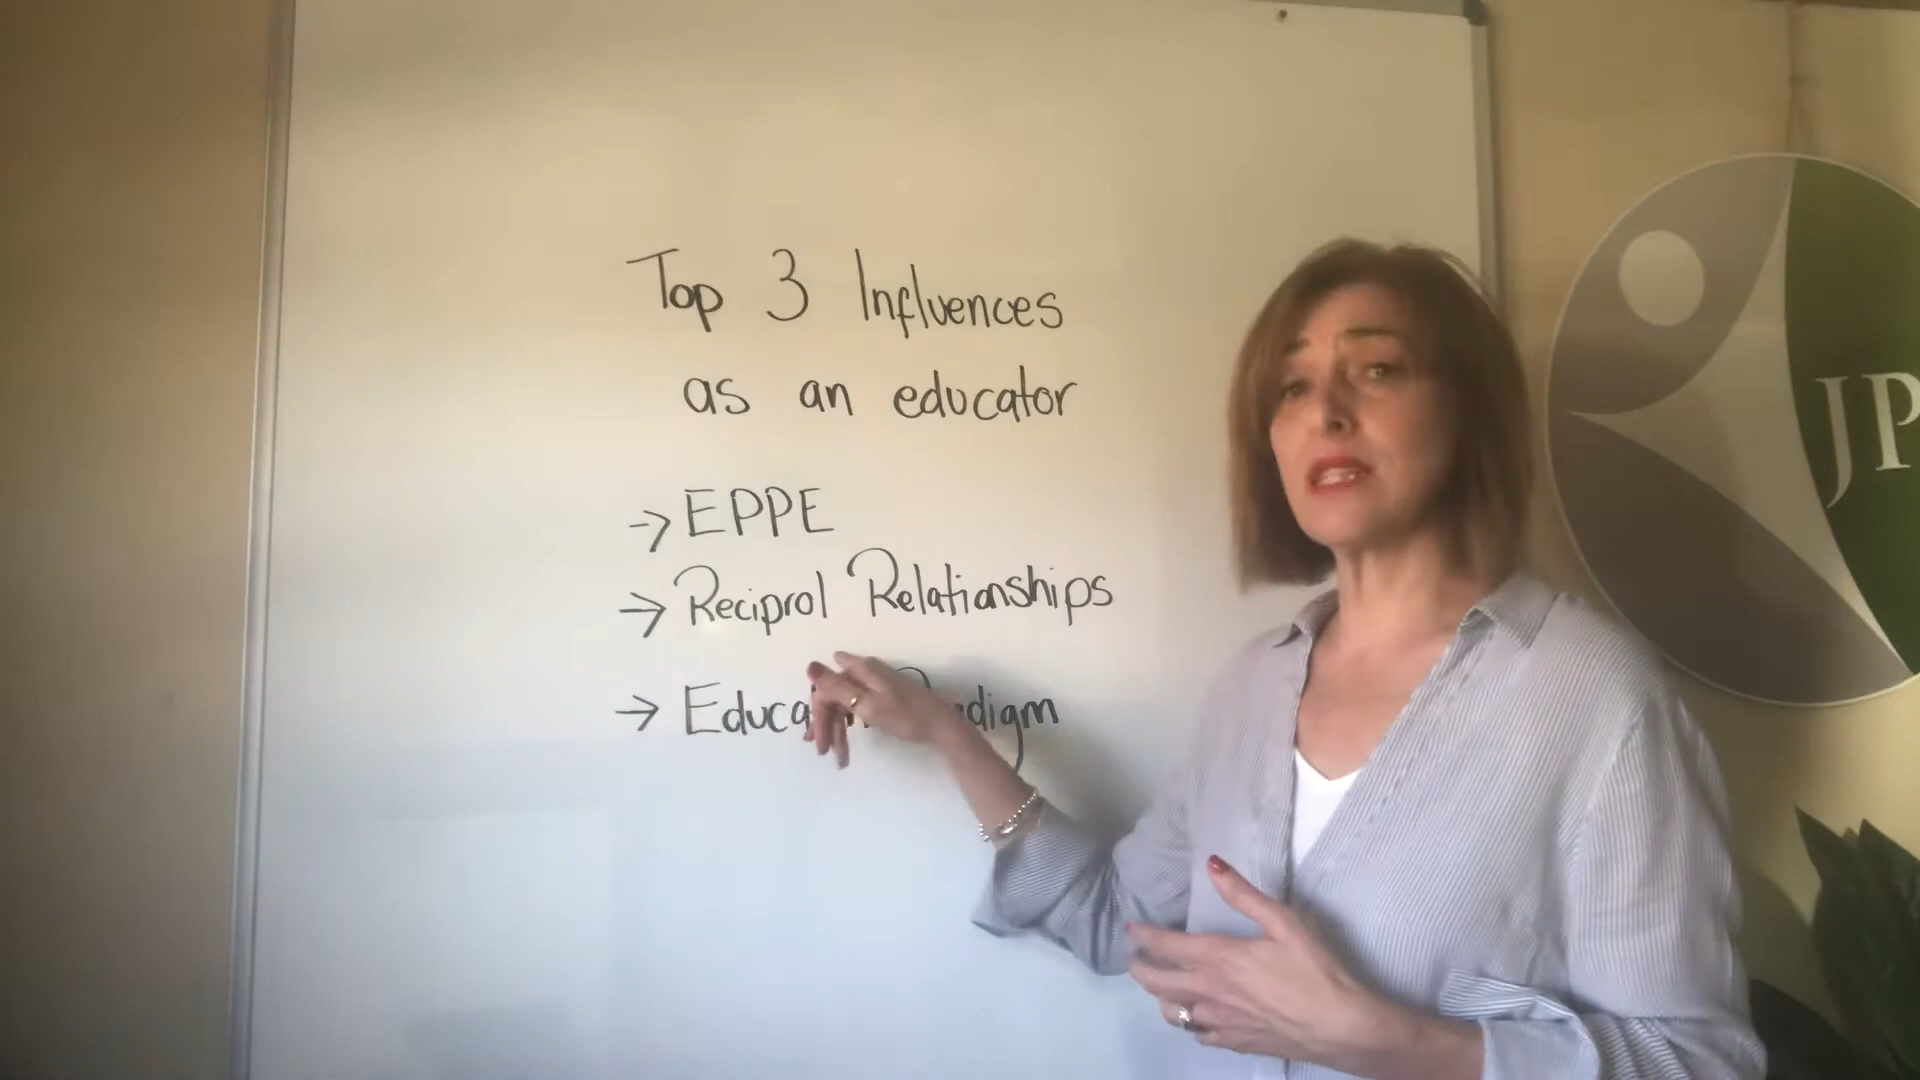 Top 3 Influences
as an educator
→ EPPE
→ Reciprol Relationships
→
JP